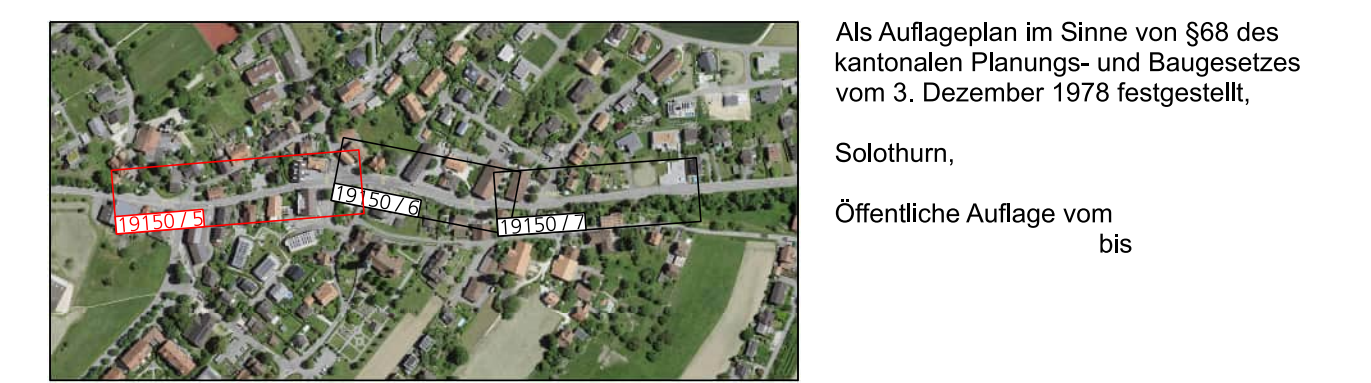 19150 / 5
19150 / 6
19150 / 7
Als Auflageplan im Sinne von §68 des
kantonalen Planungs- und Baugesetzes
vom 3. Dezember 1978 festgestellt,
Solothurn,
Öffentliche Auflage vom
bis